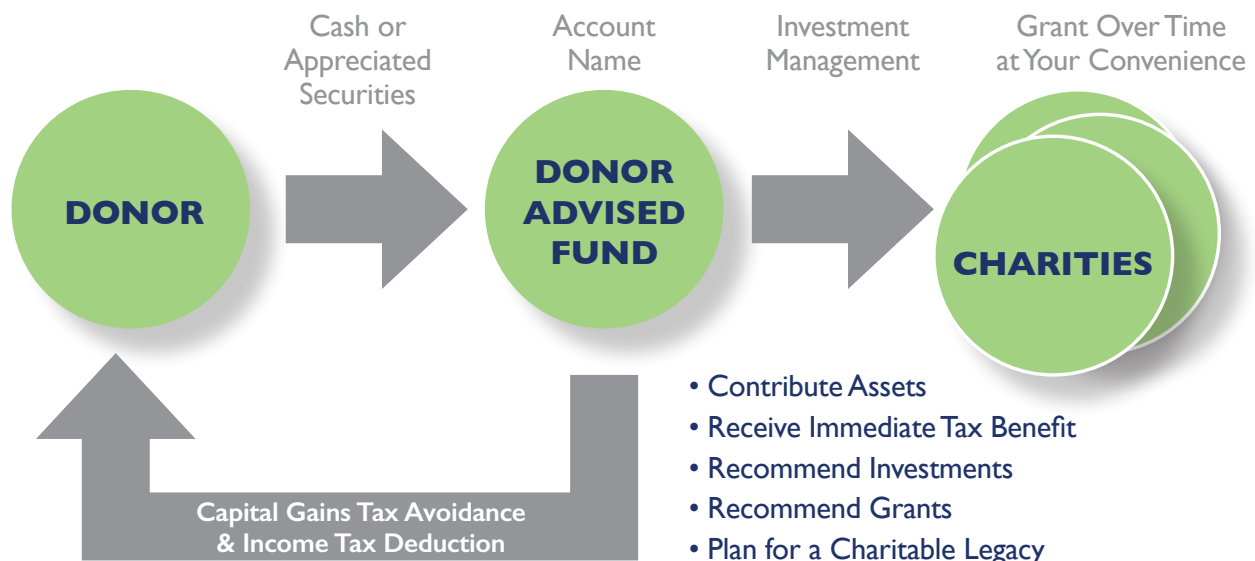 Cash or
Appreciated
Securities
Account
Name
Investment
Management
Grant Over Time
at Your Convenience
DONOR
DONOR
ADVISED
FUND
CHARITIES
• Contribute Assets
• Receive Immediate Tax Benefit
• Recommend Investments
• Recommend Grants
• Plan for a Charitable Legacy
Capital Gains Tax Avoidance
& Income Tax Deduction